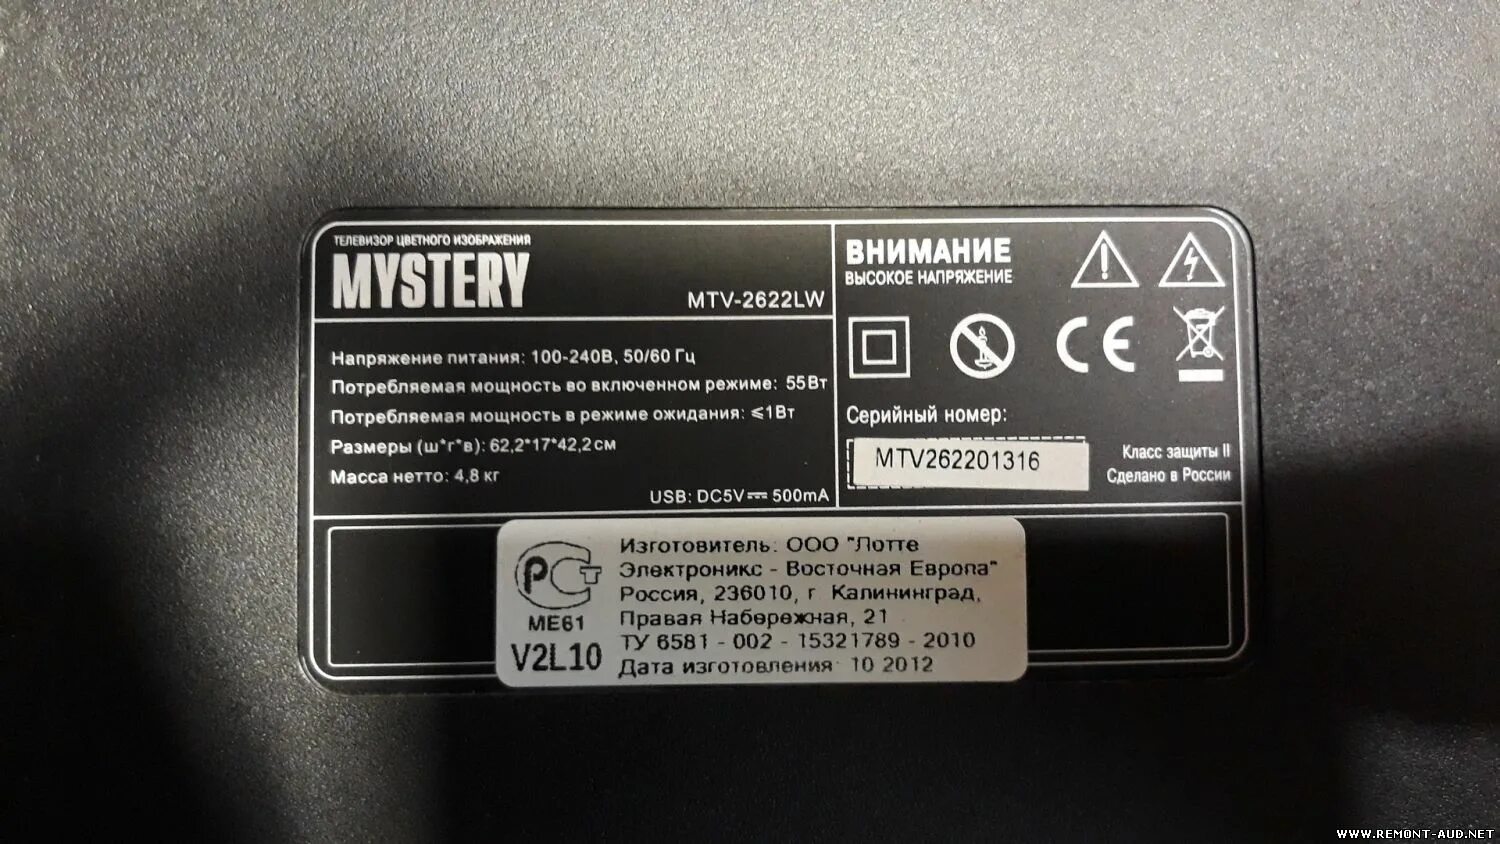 ТЕЛЕВИЗОР ЦВЕТНОГО ИЗОБРАЖЕНИЯ
MYSTERY
MTV-2622LW
Напряжение питания: 100-240В, 50/60 Гц
Потребляемая мощность во включенном режиме: 55Вт
Потребляемая мощность в режиме ожидания: ≤1Вт
Размеры (ш*г*в): 62,2*17*42,2см
Масса нетто: 4,8 кг
USB: DC5V⎓ 500mA
ВНИМАНИЕ
ВЫСОКОЕ НАПРЯЖЕНИЕ
CE
Серийный номер:
MTV262201316
Класс защиты II
Сделано в России
РСТ
МЕ61
V2L10
Изготовитель: ООО "Лотте
Электроникс - Восточная Европа"
Россия, 236010, г Калининград,
Правая Набережная, 21
ТУ 6581 - 002 - 15321789 - 2010
Дата изготовления 10 2012
WWW.REMONT-AUD.NET